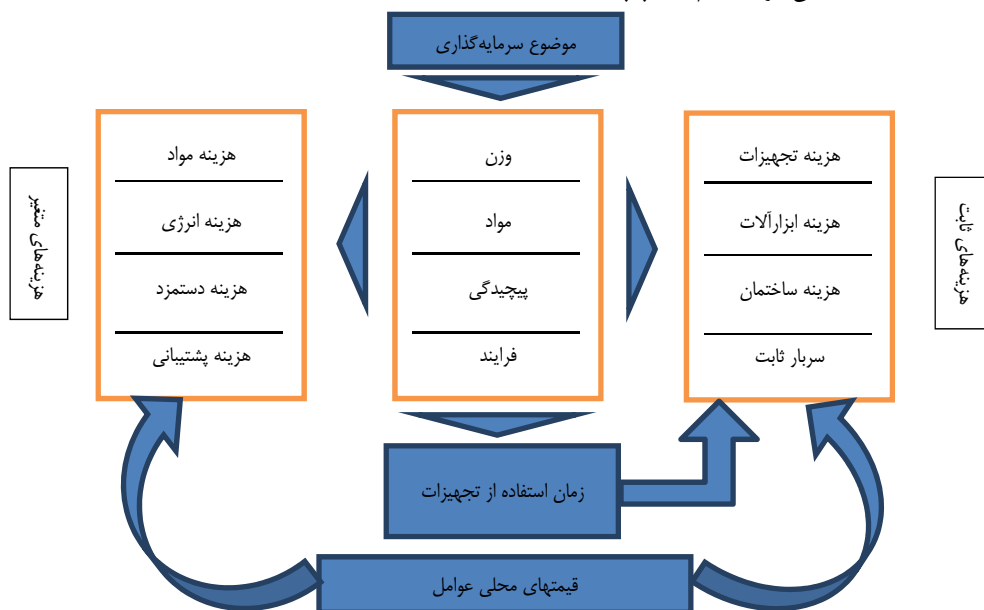 موضوع سرمایه‌گذاری
هزینه‌های ثابت
هزینه تجهیزات
هزینه ابزارآلات
هزینه ساختمان
سربار ثابت
وزن
مواد
پیچیدگی
فرایند
هزینه مواد
هزینه انرژی
هزینه دستمزد
هزینه پشتیبانی
هزینه‌های متغیر
زمان استفاده از تجهیزات
قیمتهای محلی عوامل